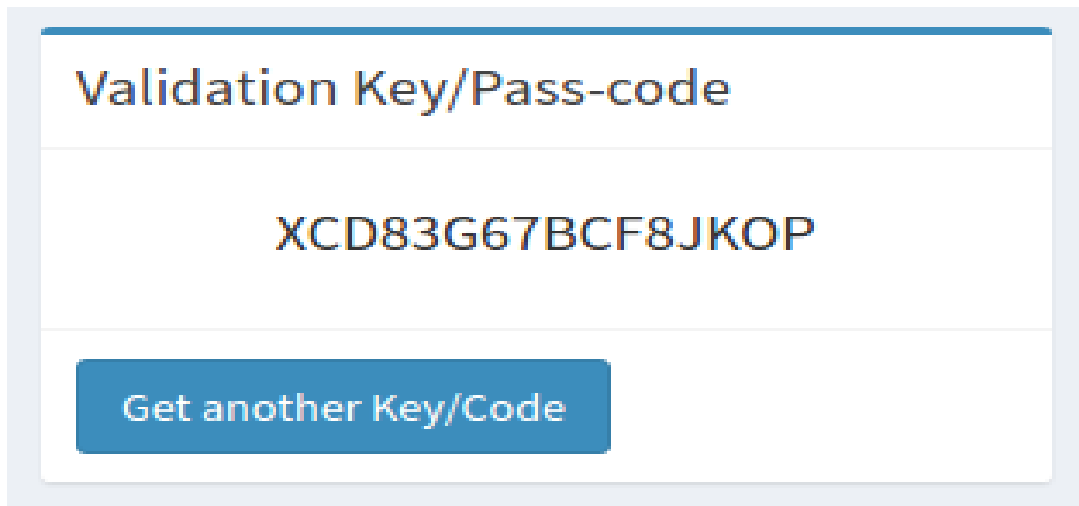 Validation Key/Pass-code
XCD83G67BCF8JKOP
Get another Key/Code